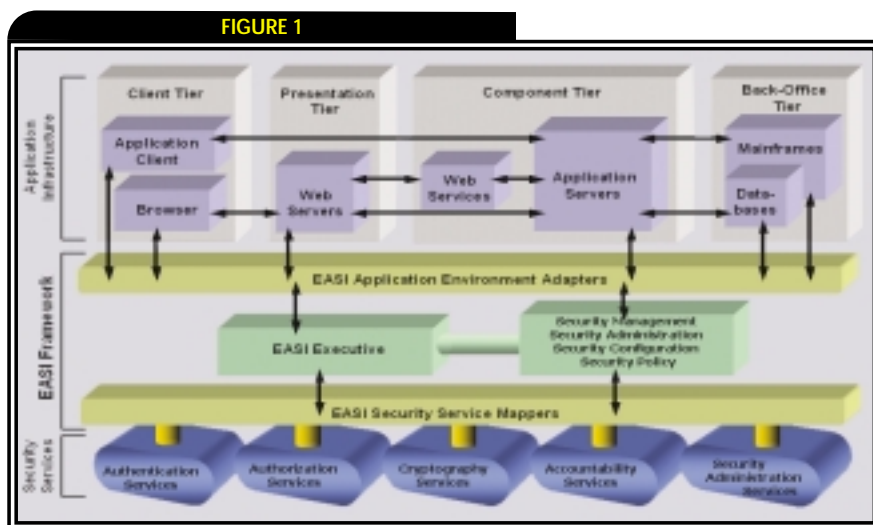 FIGURE 1
Client Tier
Presentation
Tier
Component Tier
Back-Office
Tier
Application
Infrastructure
Application
Client
Browser
Web
Servers
Web
Services
Application
Servers
Mainframes
Data-
bases
EASI Framework
EASI Application Environment Adapters
EASI Executive
Security Management
Security Administration
Security Configuration
Security Policy
EASI Security Service Mappers
Security
Services
Authentication
Services
Authorization
Services
Cryptography
Services
Accountability
Services
Security
Administration
Services